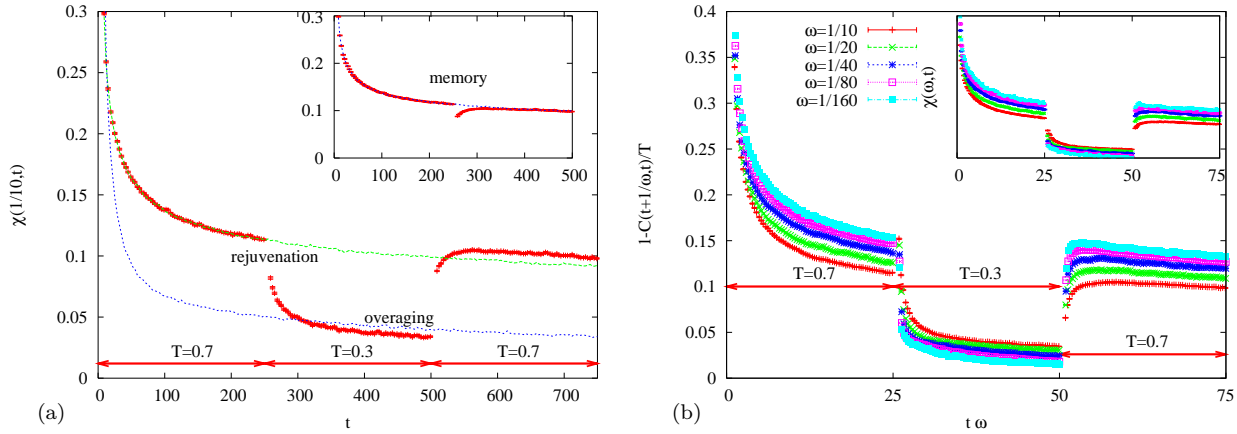 0.3
0.25
0.2
0.15
0.1
0.05
0
χ(1/10,t)
0 100 200 300 400 500 600 700
t
(a)
rejuvenation
overaging
T=0.7 T=0.3 T=0.7
0.3
0.2
0.1
0
0 100 200 300 400 500
memory
0.4
0.35
0.3
0.25
0.2
0.15
0.1
0.05
0
1-C(t+1/ω,t)/T
0 25 50 75
t ω
(b)
ω=1/10
ω=1/20
ω=1/40
ω=1/80
ω=1/160
T=0.7 T=0.3
T=0.7
χ(ω,t)
0 25 50 75